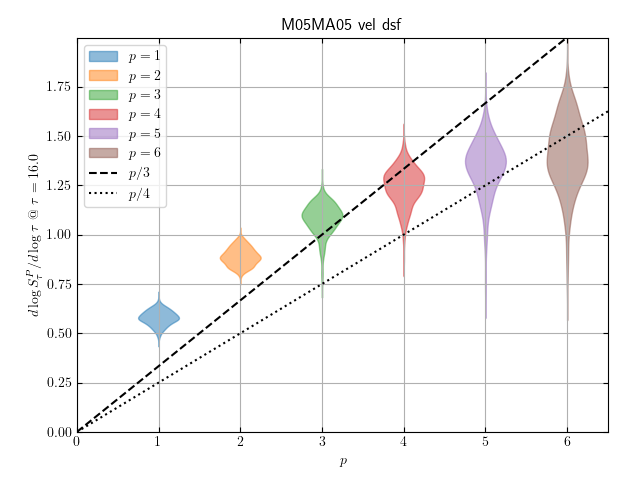 M05MA05 vel dsf
p = 1
p = 2
p = 3
p = 4
p = 5
p = 6
p/3
p/4
d log S_τ^P / d log τ @ τ = 16.0
1.75
1.50
1.25
1.00
0.75
0.50
0.25
0.00
0 1 2 3 4 5 6
p